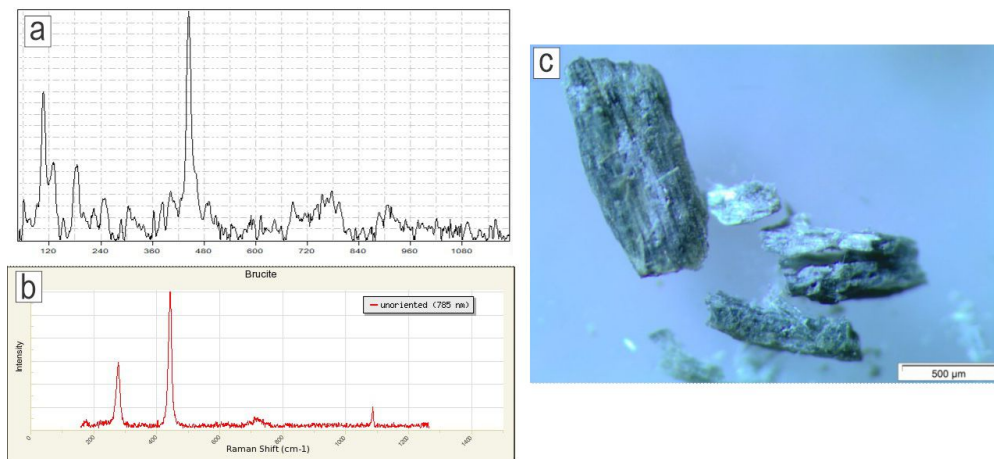 a
120 240 360 480 600 720 840 960 1080
b
Brucite
unoriented (785 nm)
Intensity
0 200 400 600 800 1000 1200 1400
Raman Shift (cm-1)
c
500 µm